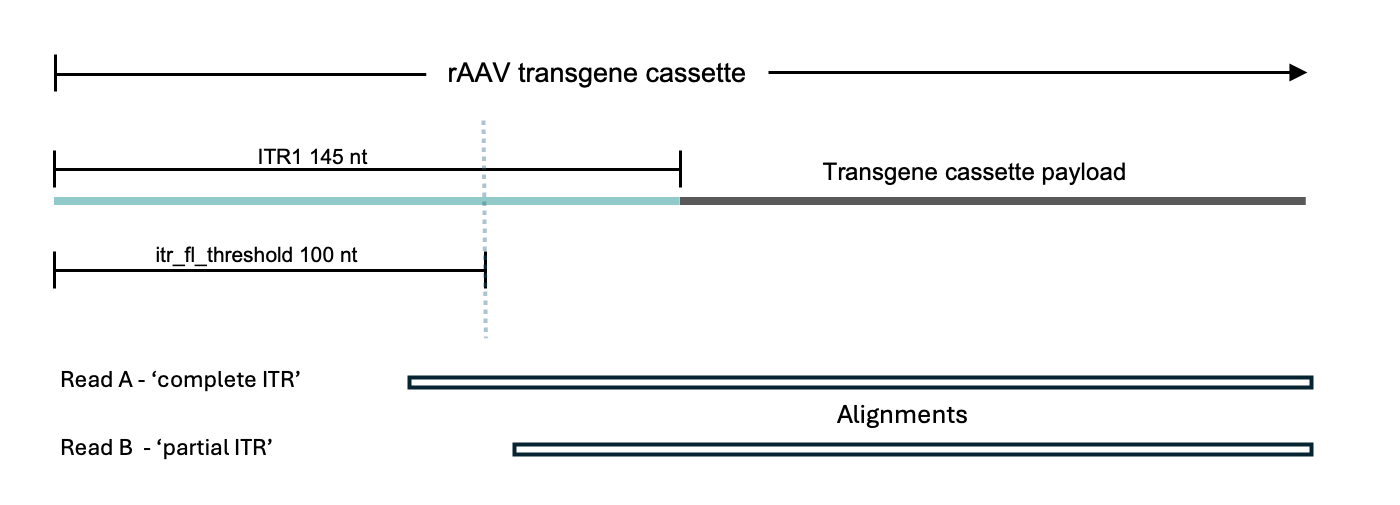 rAAV transgene cassette
ITR1 145 nt
Transgene cassette payload
itr_fl_threshold 100 nt
Read A - ‘complete ITR’
Alignments
Read B - ‘partial ITR’